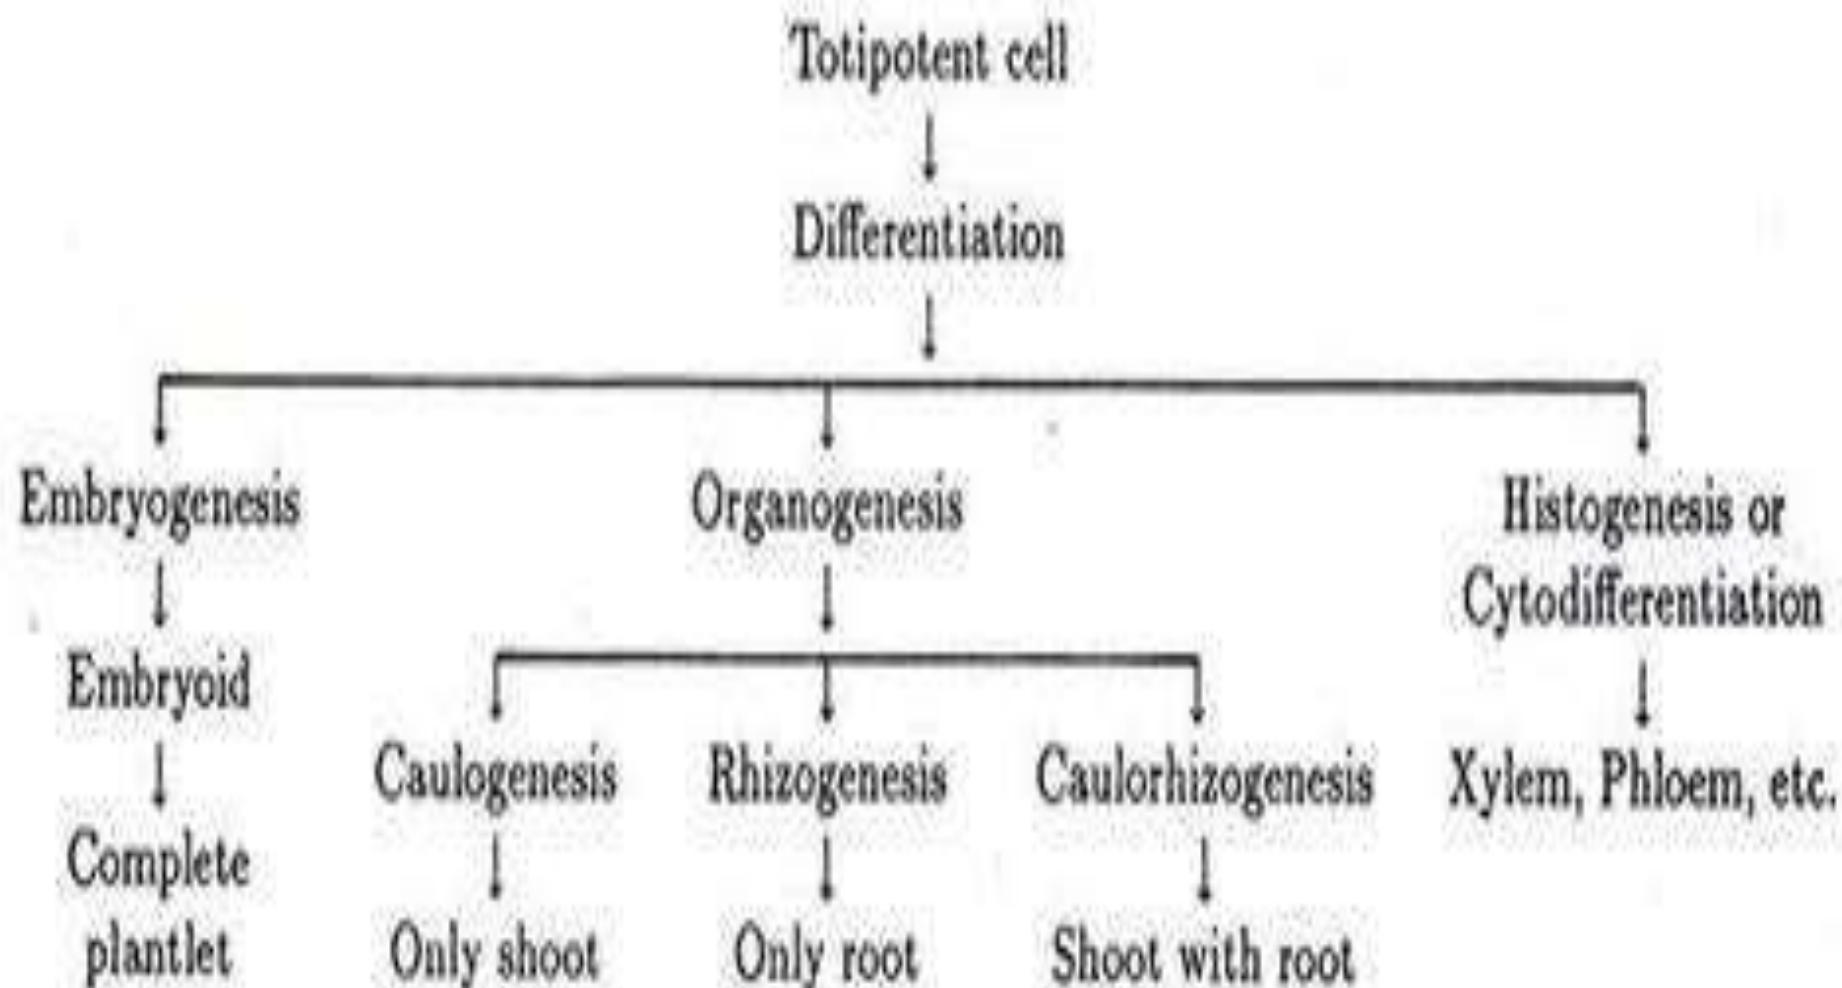 Totipotent cell
Differentiation
Embryogenesis
Organogenesis
Histogenesis or
Cytodifferentiation
Embryoid
Caulogenesis
Rhizogenesis
Caulorhizogenesis
Xylem, Phloem, etc.
Complete
plantlet
Only shoot
Only root
Shoot with root